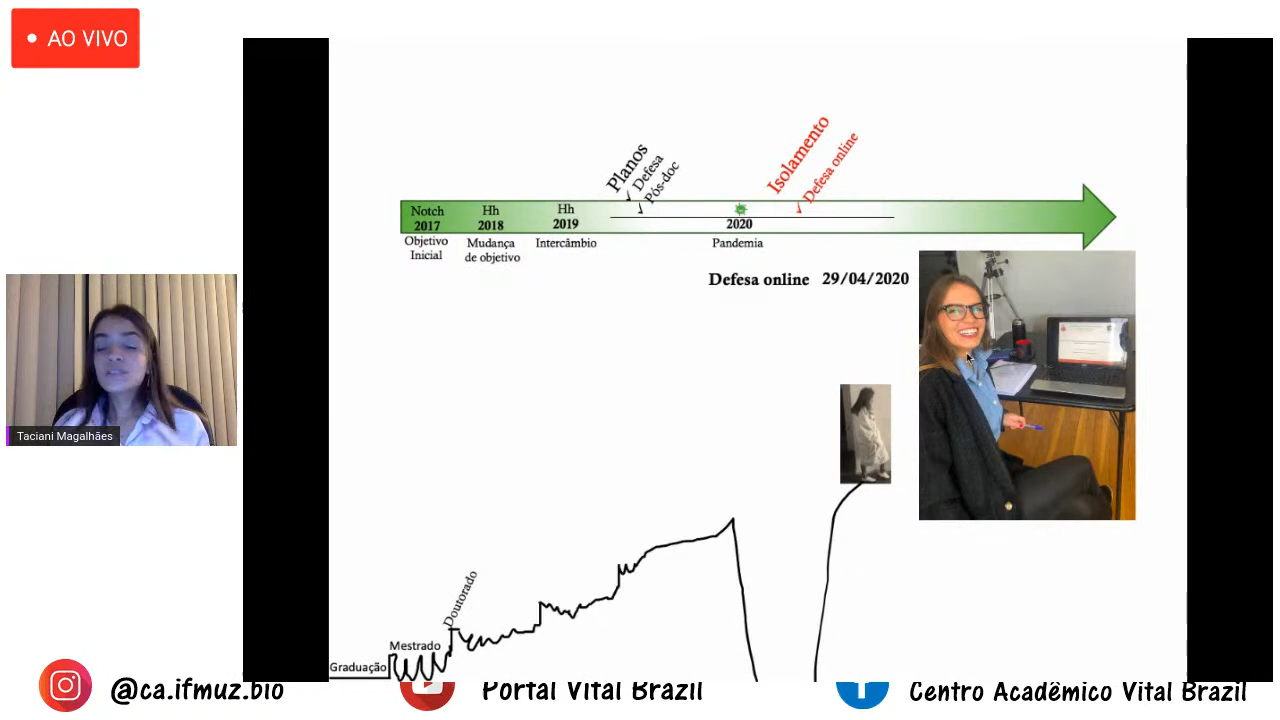 AO VIVO
Planos
✓ Defesa
✓ Pós-doc
Isolamento
✓ Defesa online
Notch
2017
Hh
2018
Hh
2019
2020
Objetivo
Inicial
Mudança
de objetivo
Intercâmbio
Pandemia
Defesa online 29/04/2020
Taciani Magalhães
Doutorado
Mestrado
Graduação
@ca.ifmuz.bio
Portal Vital Brazil
Centro Acadêmico Vital Brazil